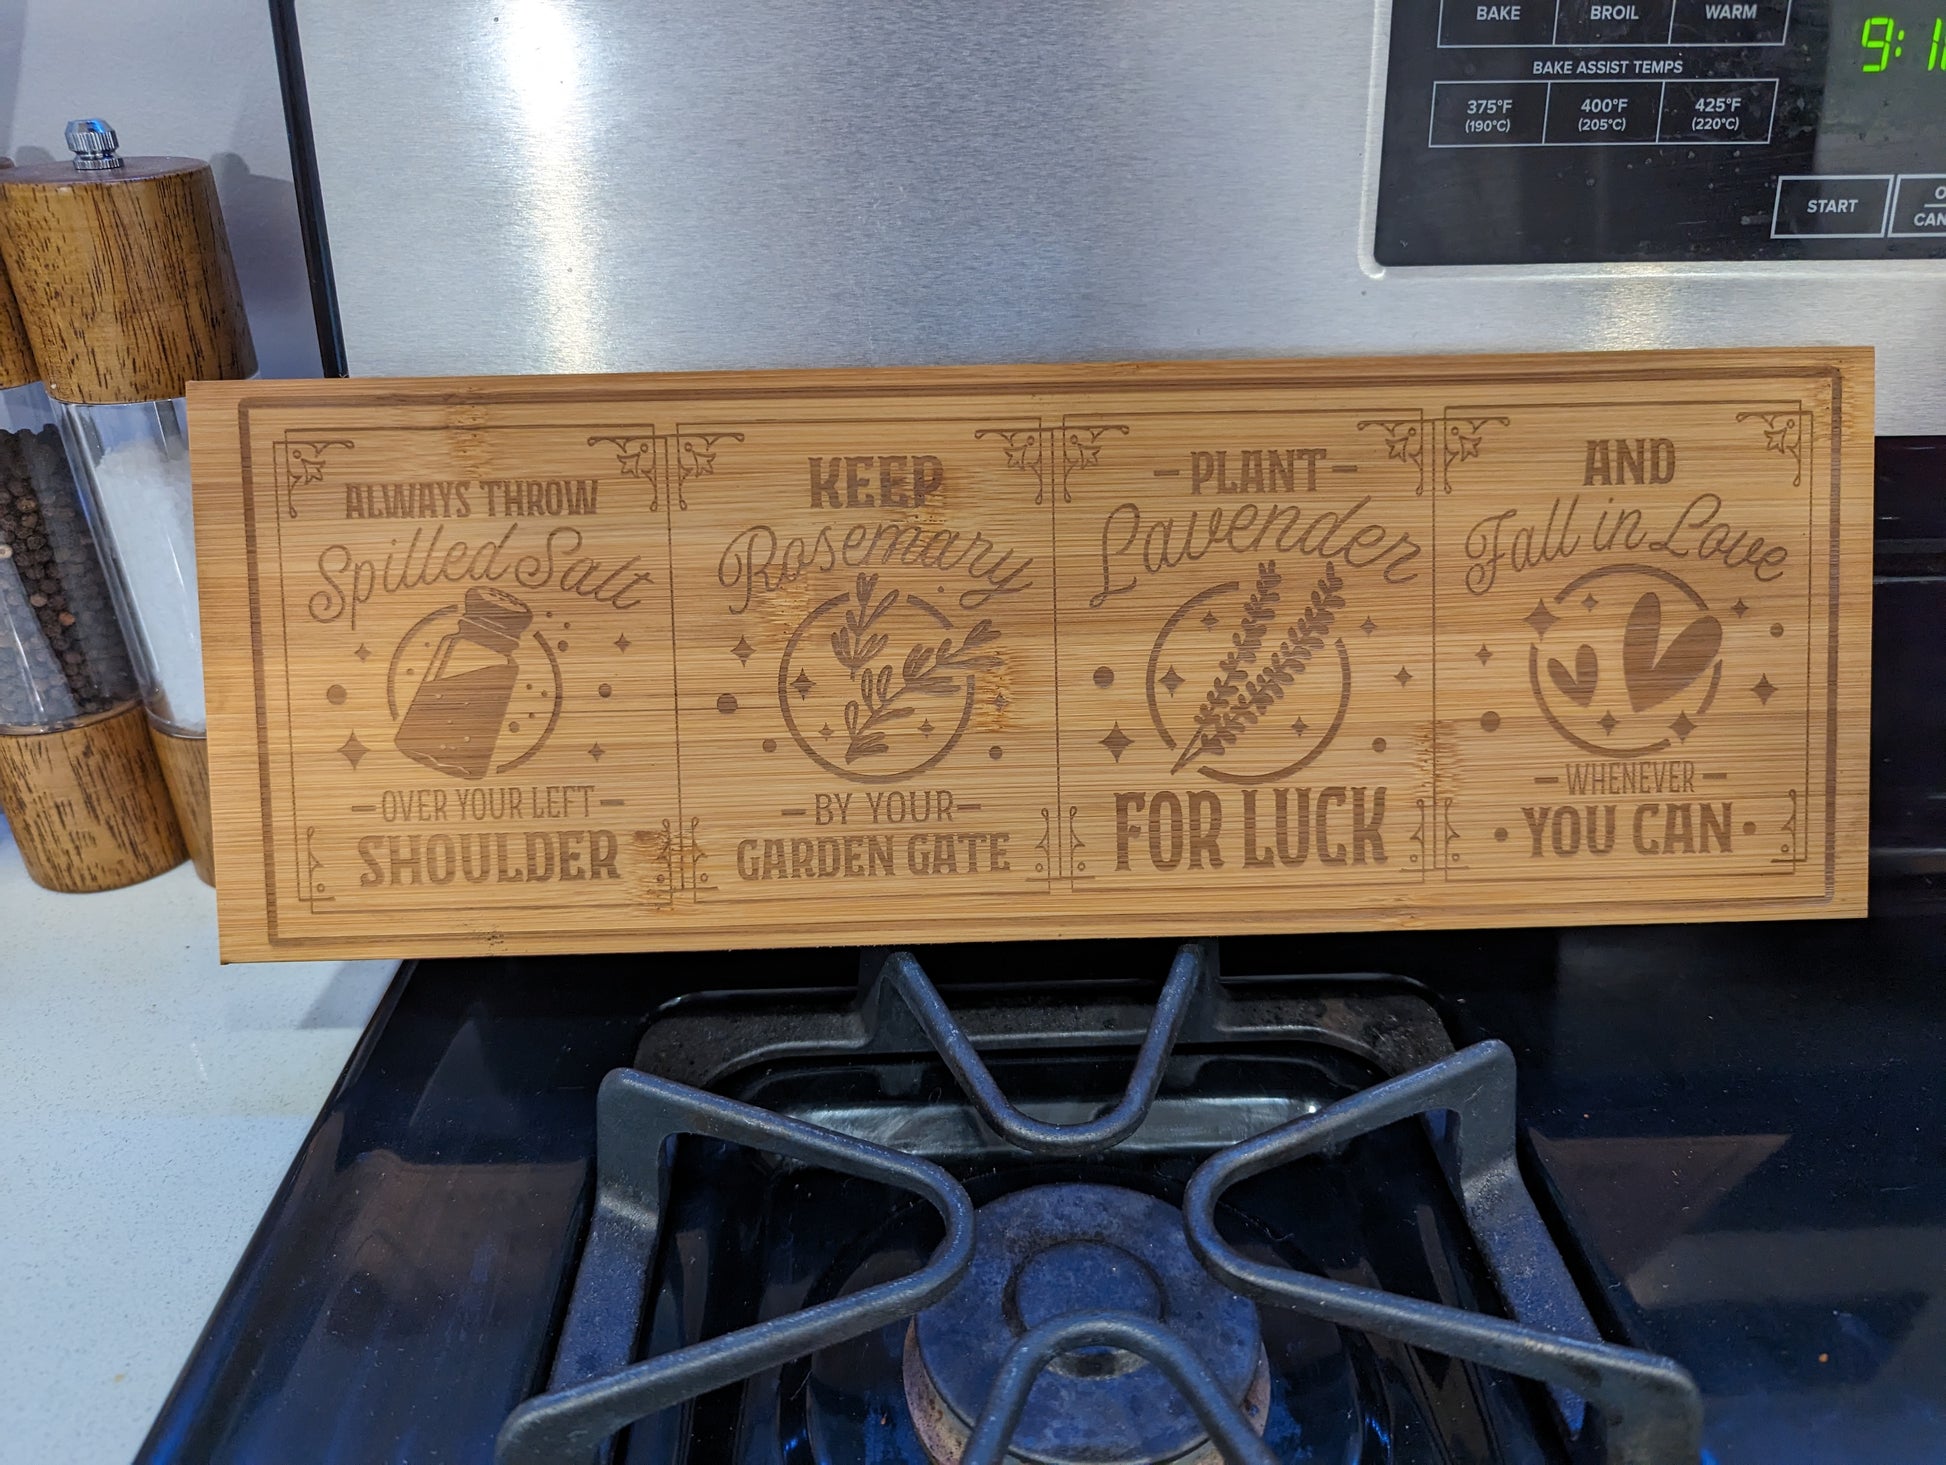 BAKE BROIL WARM
BAKE ASSIST TEMPS
375°F 400°F 425°F
(190°C) (205°C) (220°C)
START
ALWAYS THROW
Spilled Salt
OVER YOUR LEFT
SHOULDER
KEEP
Rosemary
BY YOUR
GARDEN GATE
PLANT
Lavender
FOR LUCK
AND
Fall in Love
WHENEVER
YOU CAN